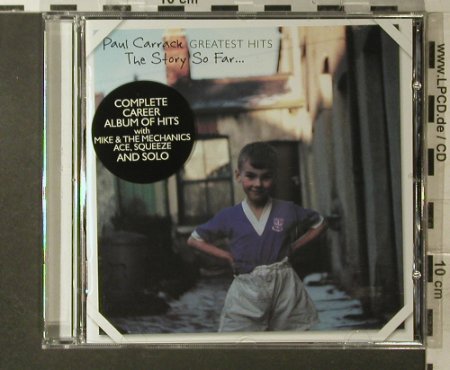 10 cm
Paul Carrack GREATEST HITS
The Story So Far...
COMPLETE
CAREER
ALBUM OF HITS
with
MIKE & THE MECHANICS
ACE, SQUEEZE
AND SOLO
www.LPCD.de / CD
10 cm